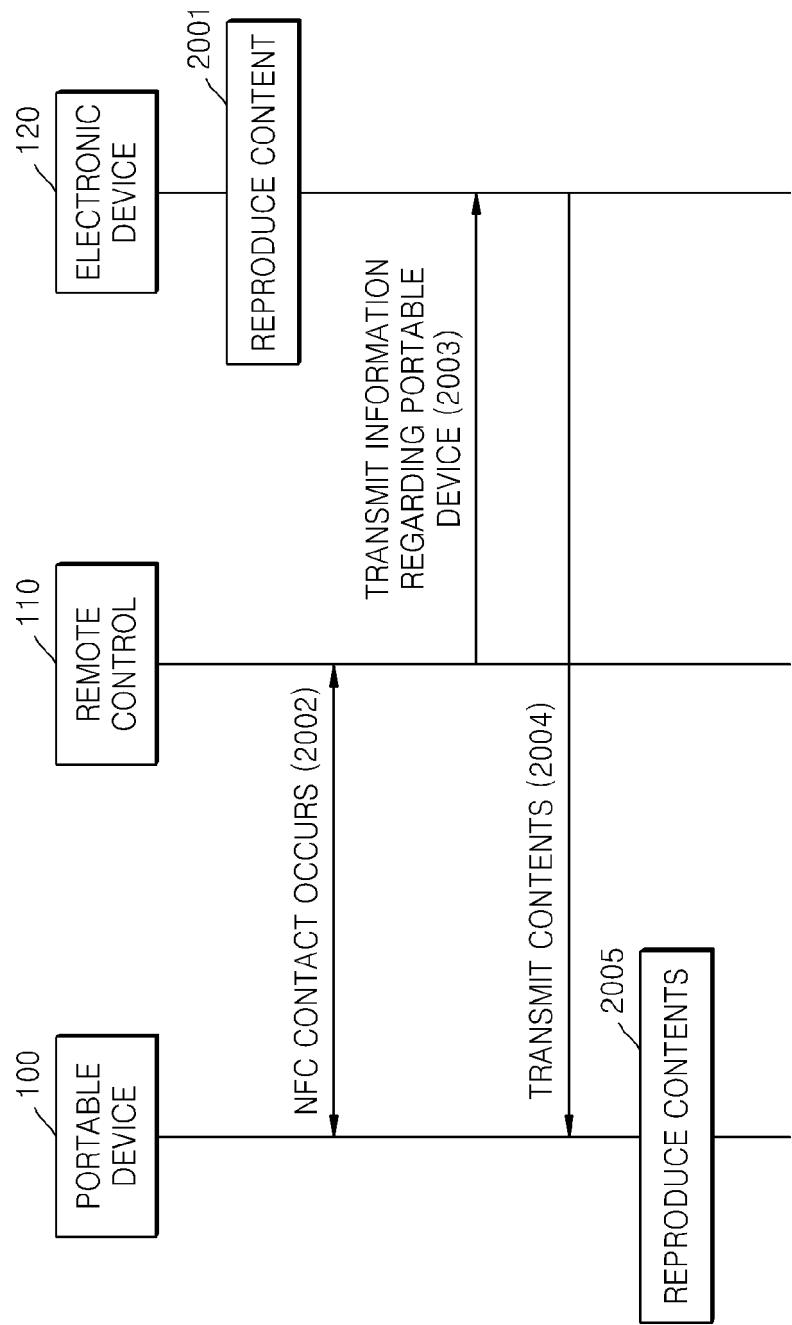 100
PORTABLE
DEVICE
110
REMOTE
CONTROL
120
ELECTRONIC
DEVICE
2001
REPRODUCE CONTENT
NFC CONTACT OCCURS (2002)
TRANSMIT INFORMATION
REGARDING PORTABLE
DEVICE (2003)
TRANSMIT CONTENTS (2004)
2005
REPRODUCE CONTENTS